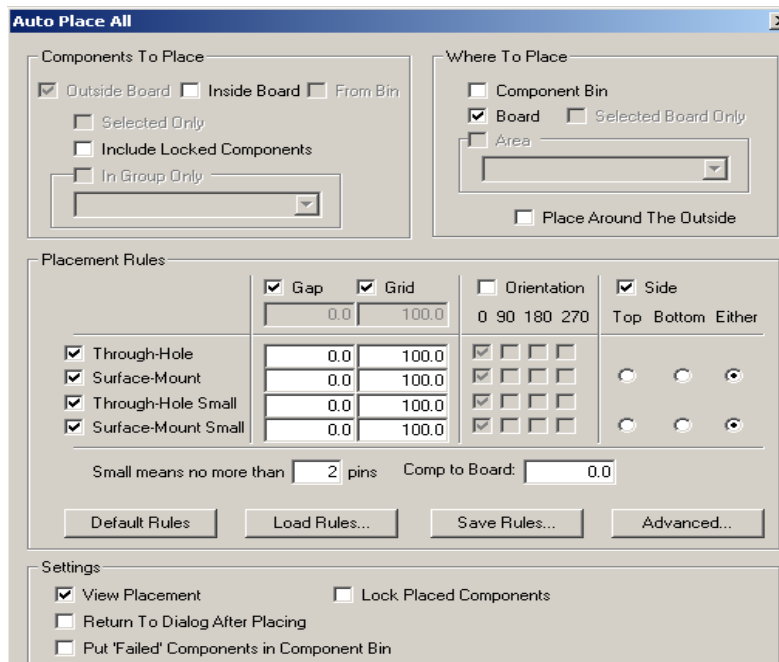 Auto Place All
Components To Place
Outside Board Inside Board From Bin
Selected Only
Include Locked Components
In Group Only
Where To Place
Component Bin
Board Selected Board Only
Area
Place Around The Outside
Placement Rules
Gap Grid Orientation Side
0.0 100.0 0 90 180 270 Top Bottom Either
Through-Hole 0.0 100.0
Surface-Mount 0.0 100.0
Through-Hole Small 0.0 100.0
Surface-Mount Small 0.0 100.0
Small means no more than 2 pins Comp to Board: 0.0
Default Rules Load Rules... Save Rules... Advanced...
Settings
View Placement Lock Placed Components
Return To Dialog After Placing
Put 'Failed' Components in Component Bin